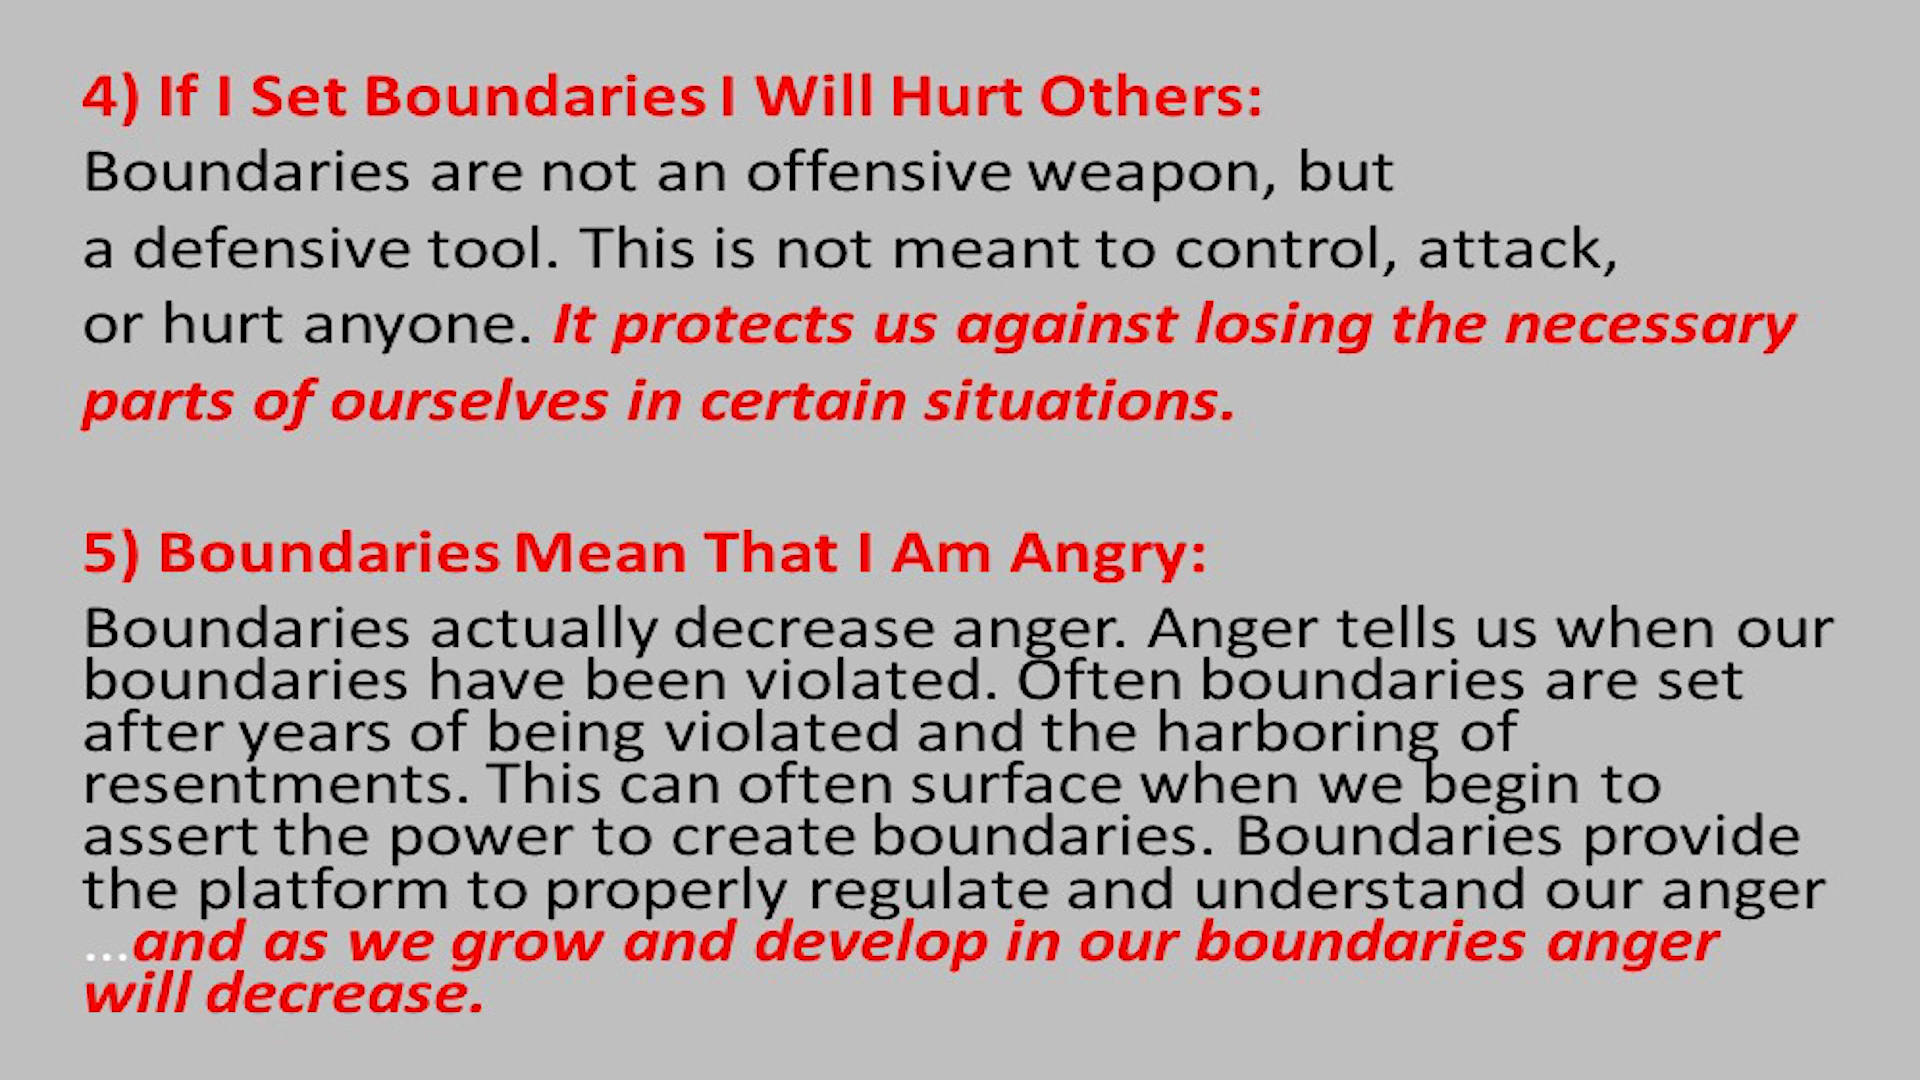 4) If I Set Boundaries I Will Hurt Others:
Boundaries are not an offensive weapon, but
a defensive tool. This is not meant to control, attack,
or hurt anyone. It protects us against losing the necessary
parts of ourselves in certain situations.
5) Boundaries Mean That I Am Angry:
Boundaries actually decrease anger. Anger tells us when our
boundaries have been violated. Often boundaries are set
after years of being violated and the harboring of
resentments. This can often surface when we begin to
assert the power to create boundaries. Boundaries provide
the platform to properly regulate and understand our anger
...and as we grow and develop in our boundaries anger
will decrease.